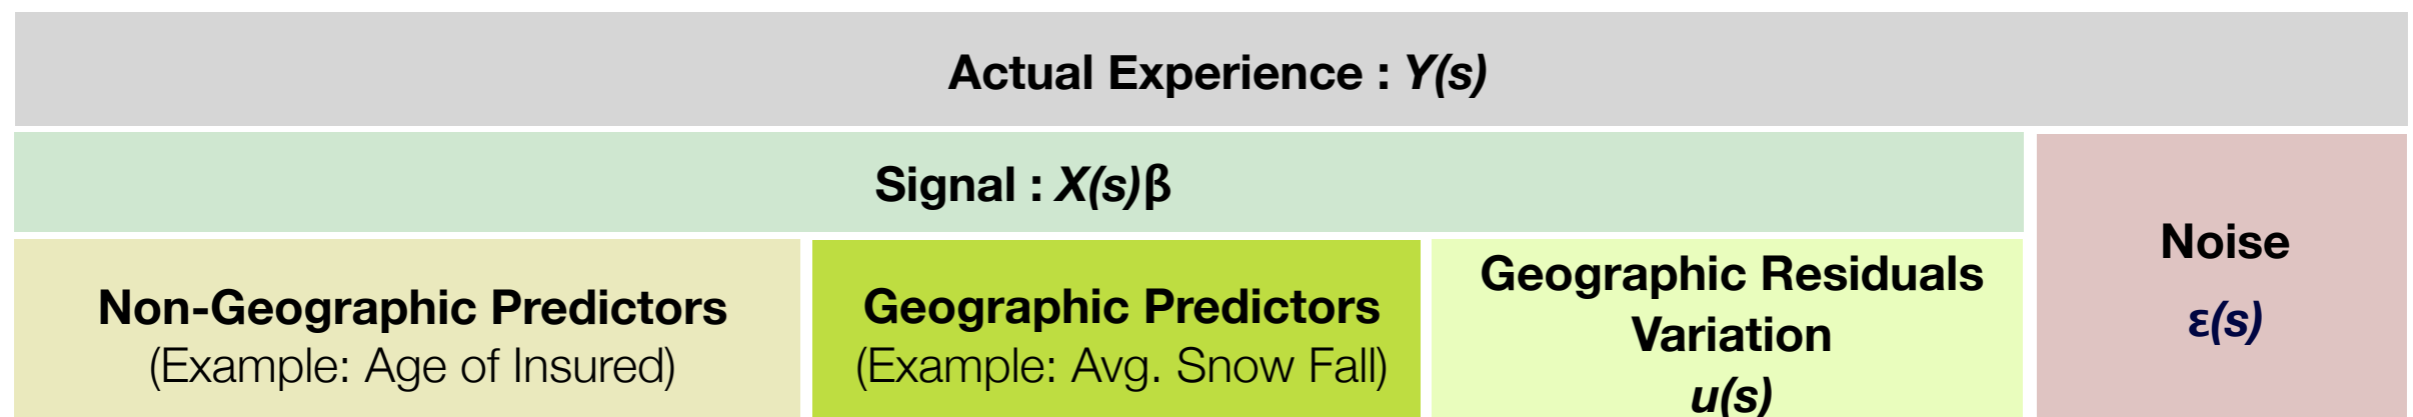 Actual Experience : Y(s)
Signal : X(s)β
Non-Geographic Predictors
(Example: Age of Insured)
Geographic Predictors
(Example: Avg. Snow Fall)
Geographic Residuals
Variation
u(s)
Noise
ε(s)